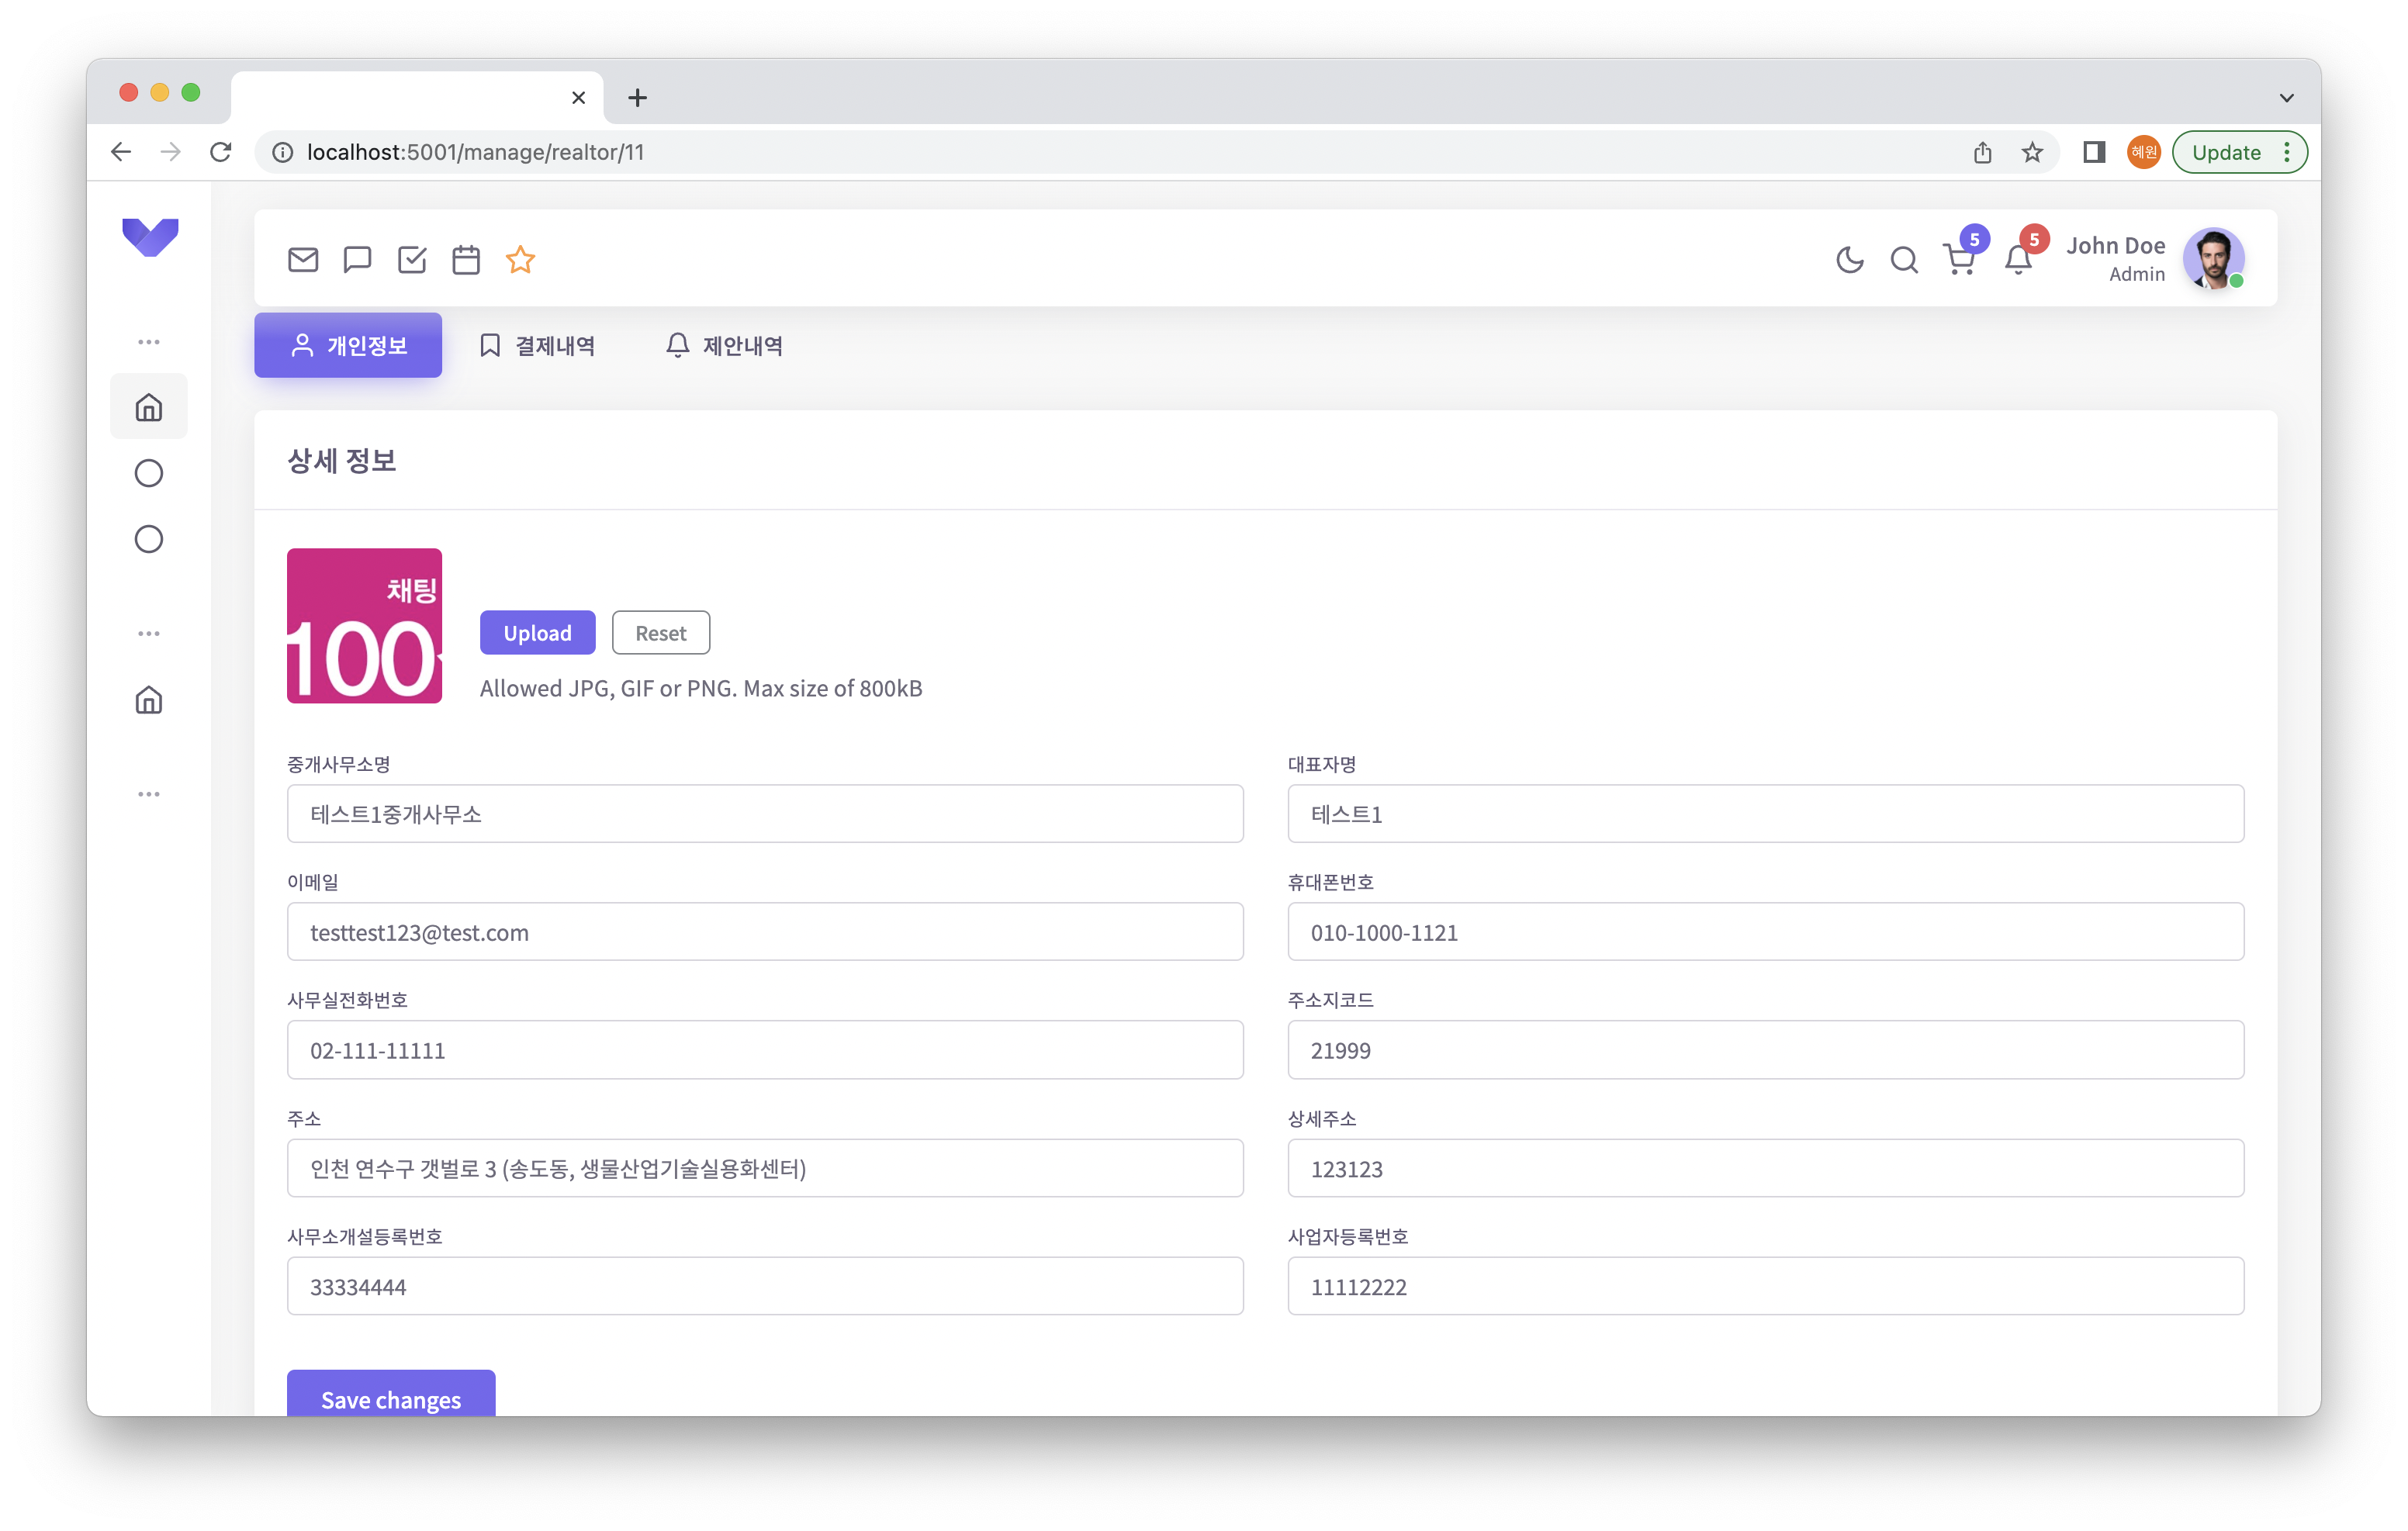 localhost:5001/manage/realtor/11
혜원
Update
5
5
John Doe
Admin
개인정보 결제내역 제안내역
상세 정보
채팅
100
Upload Reset
Allowed JPG, GIF or PNG. Max size of 800kB
중개사무소명 대표자명
테스트1중개사무소 테스트1
이메일 휴대폰번호
testtest123@test.com 010-1000-1121
사무실전화번호 주소지코드
02-111-11111 21999
주소 상세주소
인천 연수구 갯벌로 3 (송도동, 생물산업기술실용화센터) 123123
사무소개설등록번호 사업자등록번호
33334444 11112222
Save changes